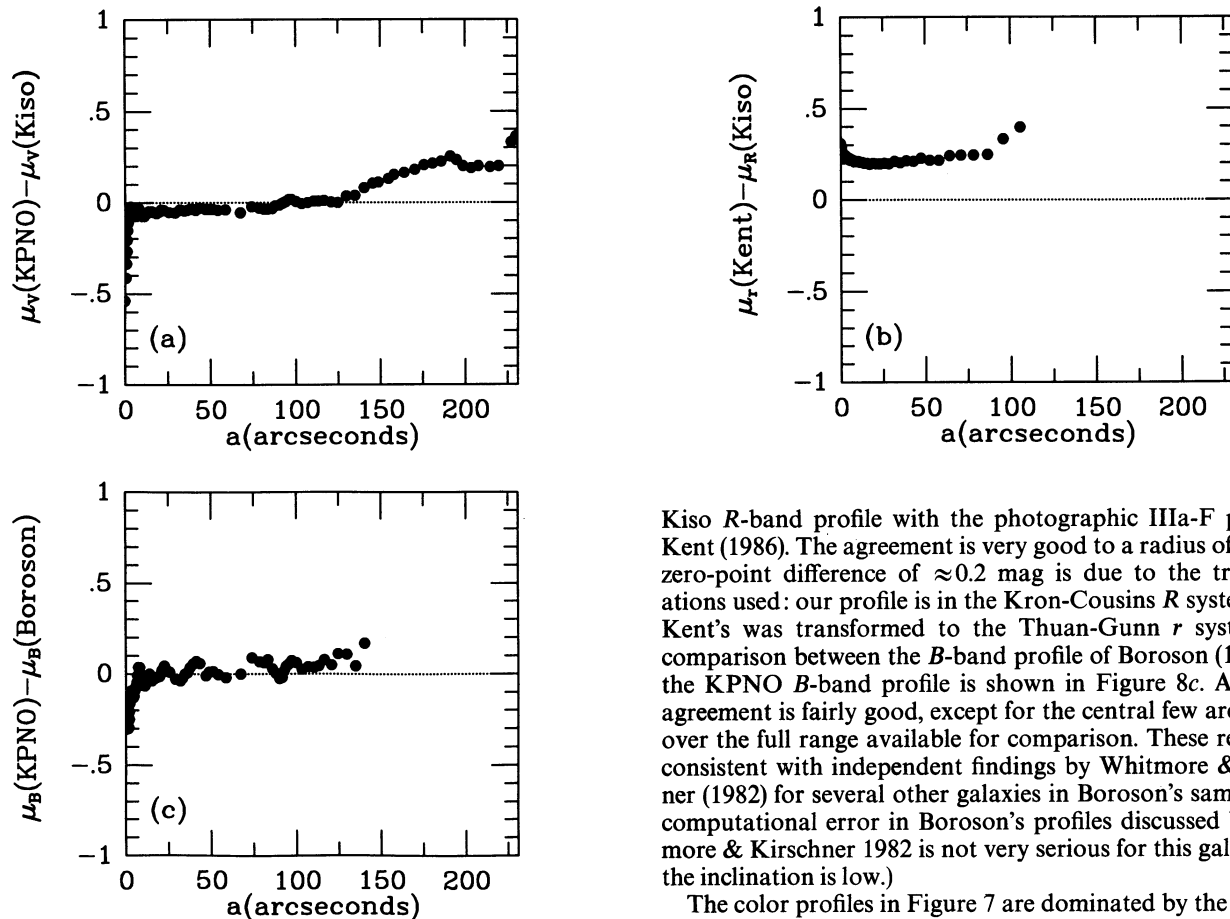 1
.5
0
−.5
−1
μV(KPNO)−μV(Kiso)
(a)
0 50 100 150 200
a(arcseconds)
1
.5
0
−.5
−1
μr(Kent)−μR(Kiso)
(b)
0 50 100 150 200
a(arcseconds)
1
.5
0
−.5
−1
μB(KPNO)−μB(Boroson)
(c)
0 50 100 150 200
a(arcseconds)
Kiso R-band profile with the photographic IIIa-F
Kent (1986). The agreement is very good to a radius of
zero-point difference of ≈0.2 mag is due to the
ations used: our profile is in the Kron-Cousins R
Kent's was transformed to the Thuan-Gunn r
comparison between the B-band profile of Boroson
the KPNO B-band profile is shown in Figure 8c.
agreement is fairly good, except for the central few
over the full range available for comparison. These
consistent with independent findings by Whitmore &
ner (1982) for several other galaxies in Boroson's
computational error in Boroson's profiles discussed
more & Kirschner 1982 is not very serious for this
the inclination is low.)
The color profiles in Figure 7 are dominated by the